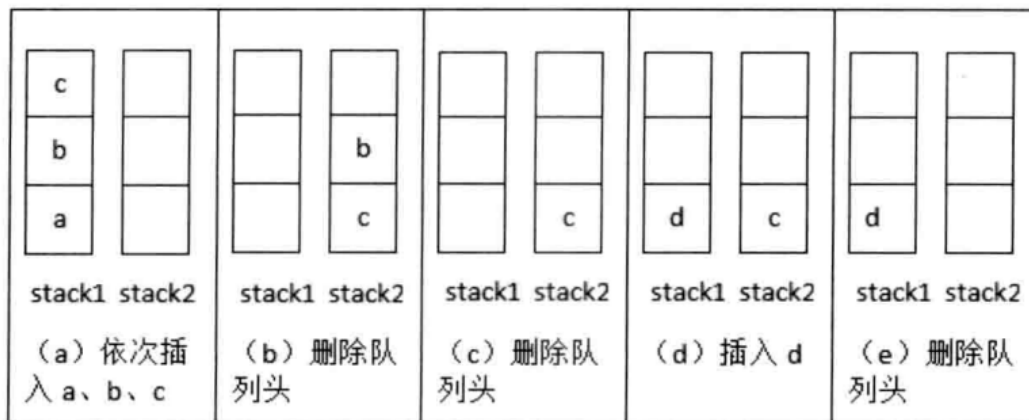 c
b
b
a
c
c
d
c
d
stack1 stack2
stack1 stack2
stack1 stack2
stack1 stack2
stack1 stack2
（a）依次插
入 a、b、c
（b）删除队
列头
（c）删除队
列头
（d）插入 d
（e）删除队
列头